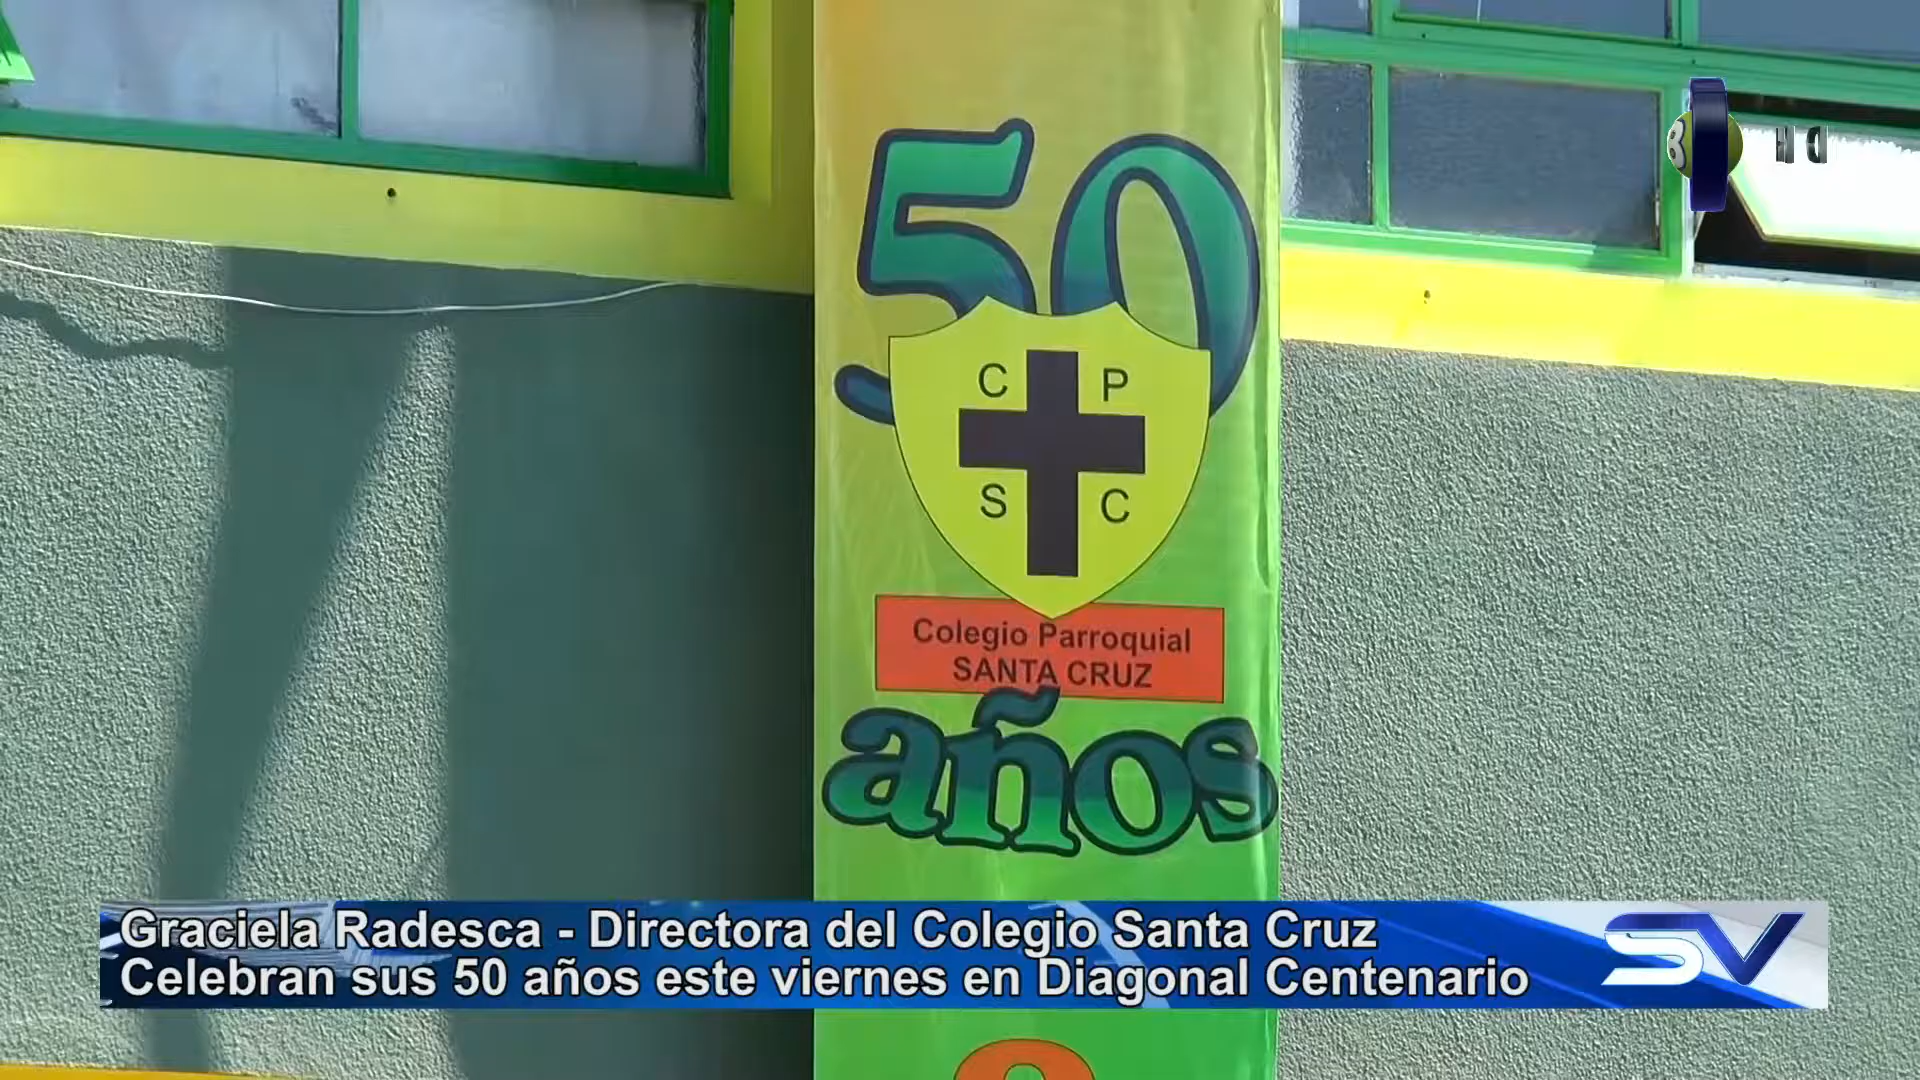 50
C P
S C
Colegio Parroquial
SANTA CRUZ
años
8
HD
Graciela Radesca - Directora del Colegio Santa Cruz
Celebran sus 50 años este viernes en Diagonal Centenario
SV